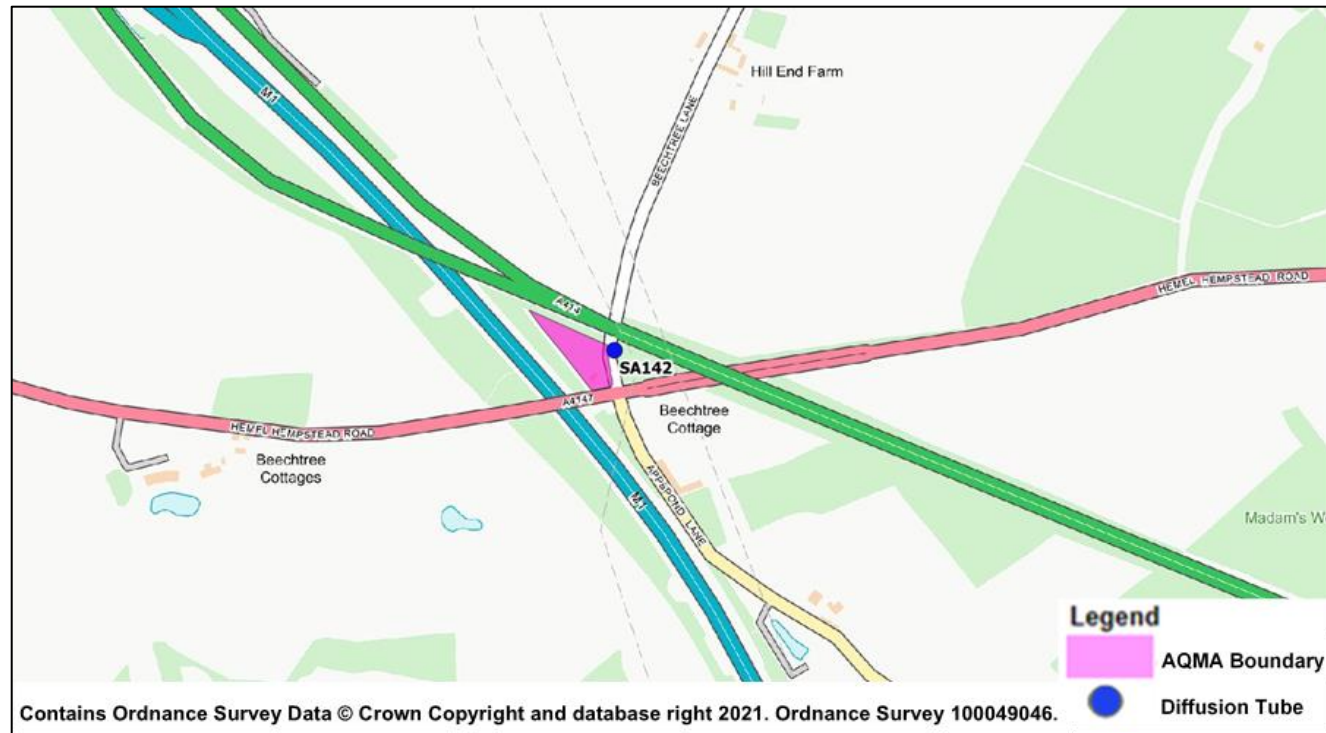 M1
Hill End Farm
BEECHTREE LANE
HEMEL HEMPSTEAD ROAD
A414
SA142
A4147
Beechtree
Cottage
HEMEL HEMPSTEAD ROAD
Beechtree
Cottages
APPSPOND LANE
M1
Madam's W
Legend
AQMA Boundary
Diffusion Tube
Contains Ordnance Survey Data © Crown Copyright and database right 2021. Ordnance Survey 100049046.